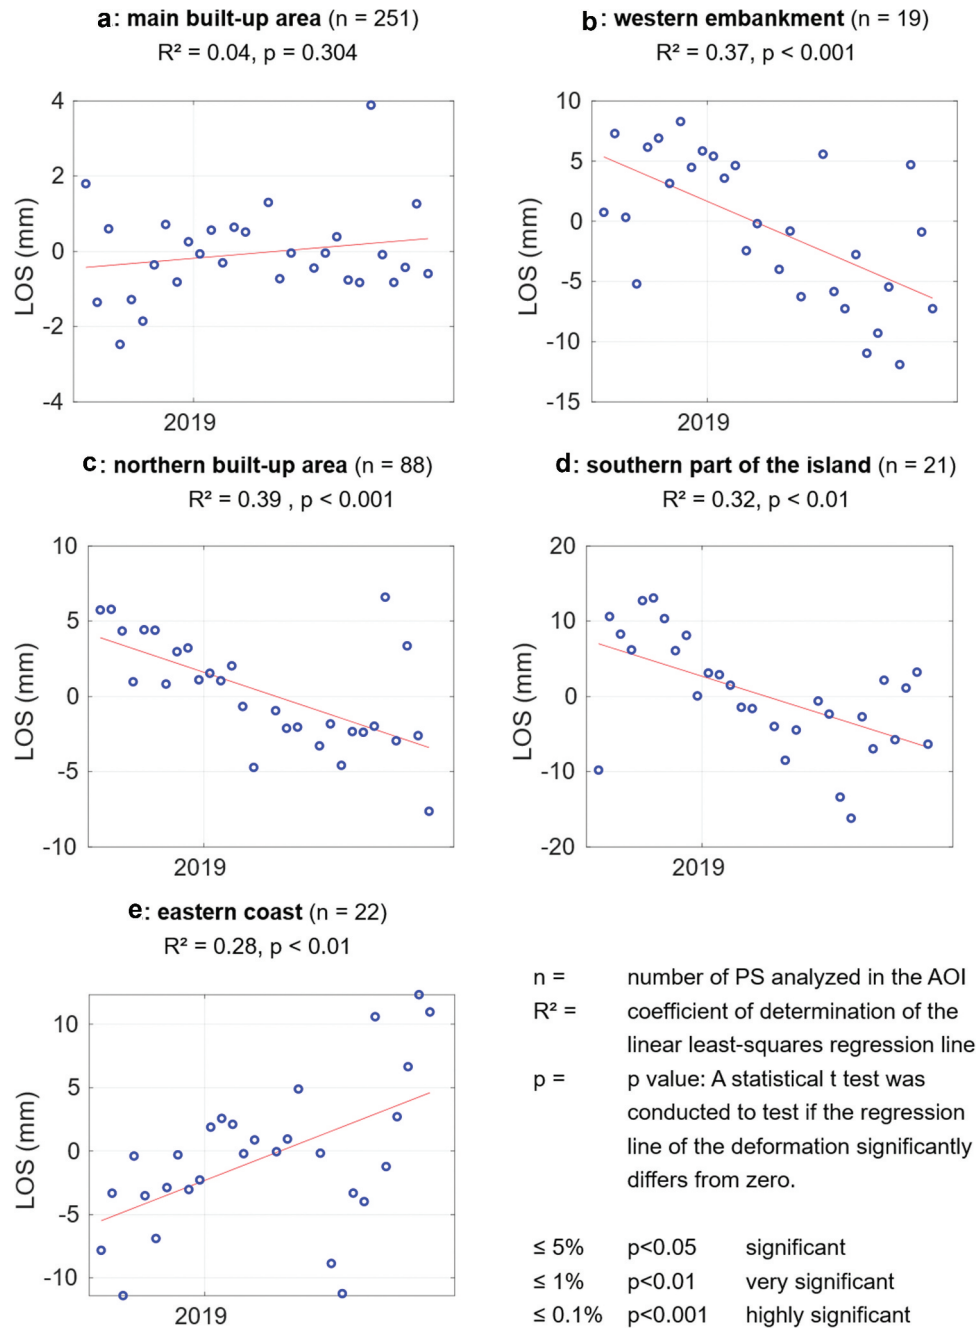 a: main built-up area (n = 251)
R² = 0.04, p = 0.304
4
2
0
-2
-4
LOS (mm)
2019
b: western embankment (n = 19)
R² = 0.37, p < 0.001
10
5
0
-5
-10
-15
LOS (mm)
2019
c: northern built-up area (n = 88)
R² = 0.39 , p < 0.001
10
5
0
-5
-10
LOS (mm)
2019
d: southern part of the island (n = 21)
R² = 0.32, p < 0.01
20
10
0
-10
-20
LOS (mm)
2019
e: eastern coast (n = 22)
R² = 0.28, p < 0.01
10
5
0
-5
-10
LOS (mm)
2019
n = number of PS analyzed in the AOI
R² = coefficient of determination of the
linear least-squares regression line
p = p value: A statistical t test was
conducted to test if the regression
line of the deformation significantly
differs from zero.
≤ 5% p<0.05 significant
≤ 1% p<0.01 very significant
≤ 0.1% p<0.001 highly significant